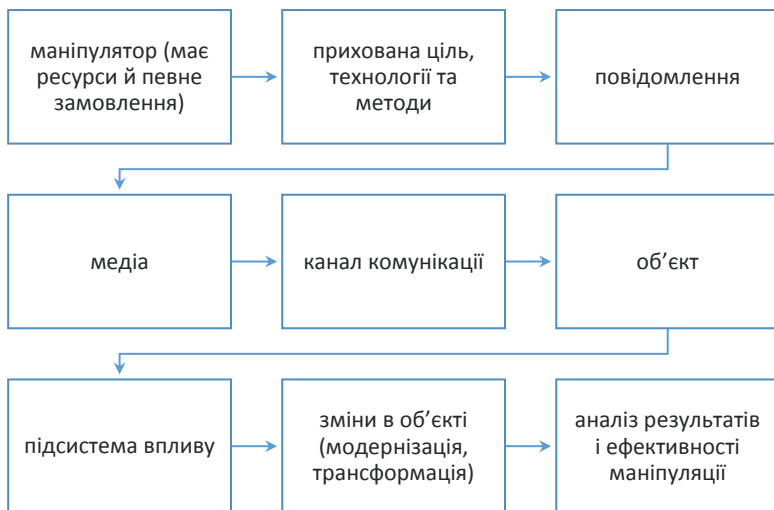 маніпулятор (має
ресурси й певне
замовлення)
прихована ціль,
технології та
методи
повідомлення
медіа
канал комунікації
об’єкт
підсистема впливу
зміни в об’єкті
(модернізація,
трансформація)
аналіз результатів
і ефективності
маніпуляції